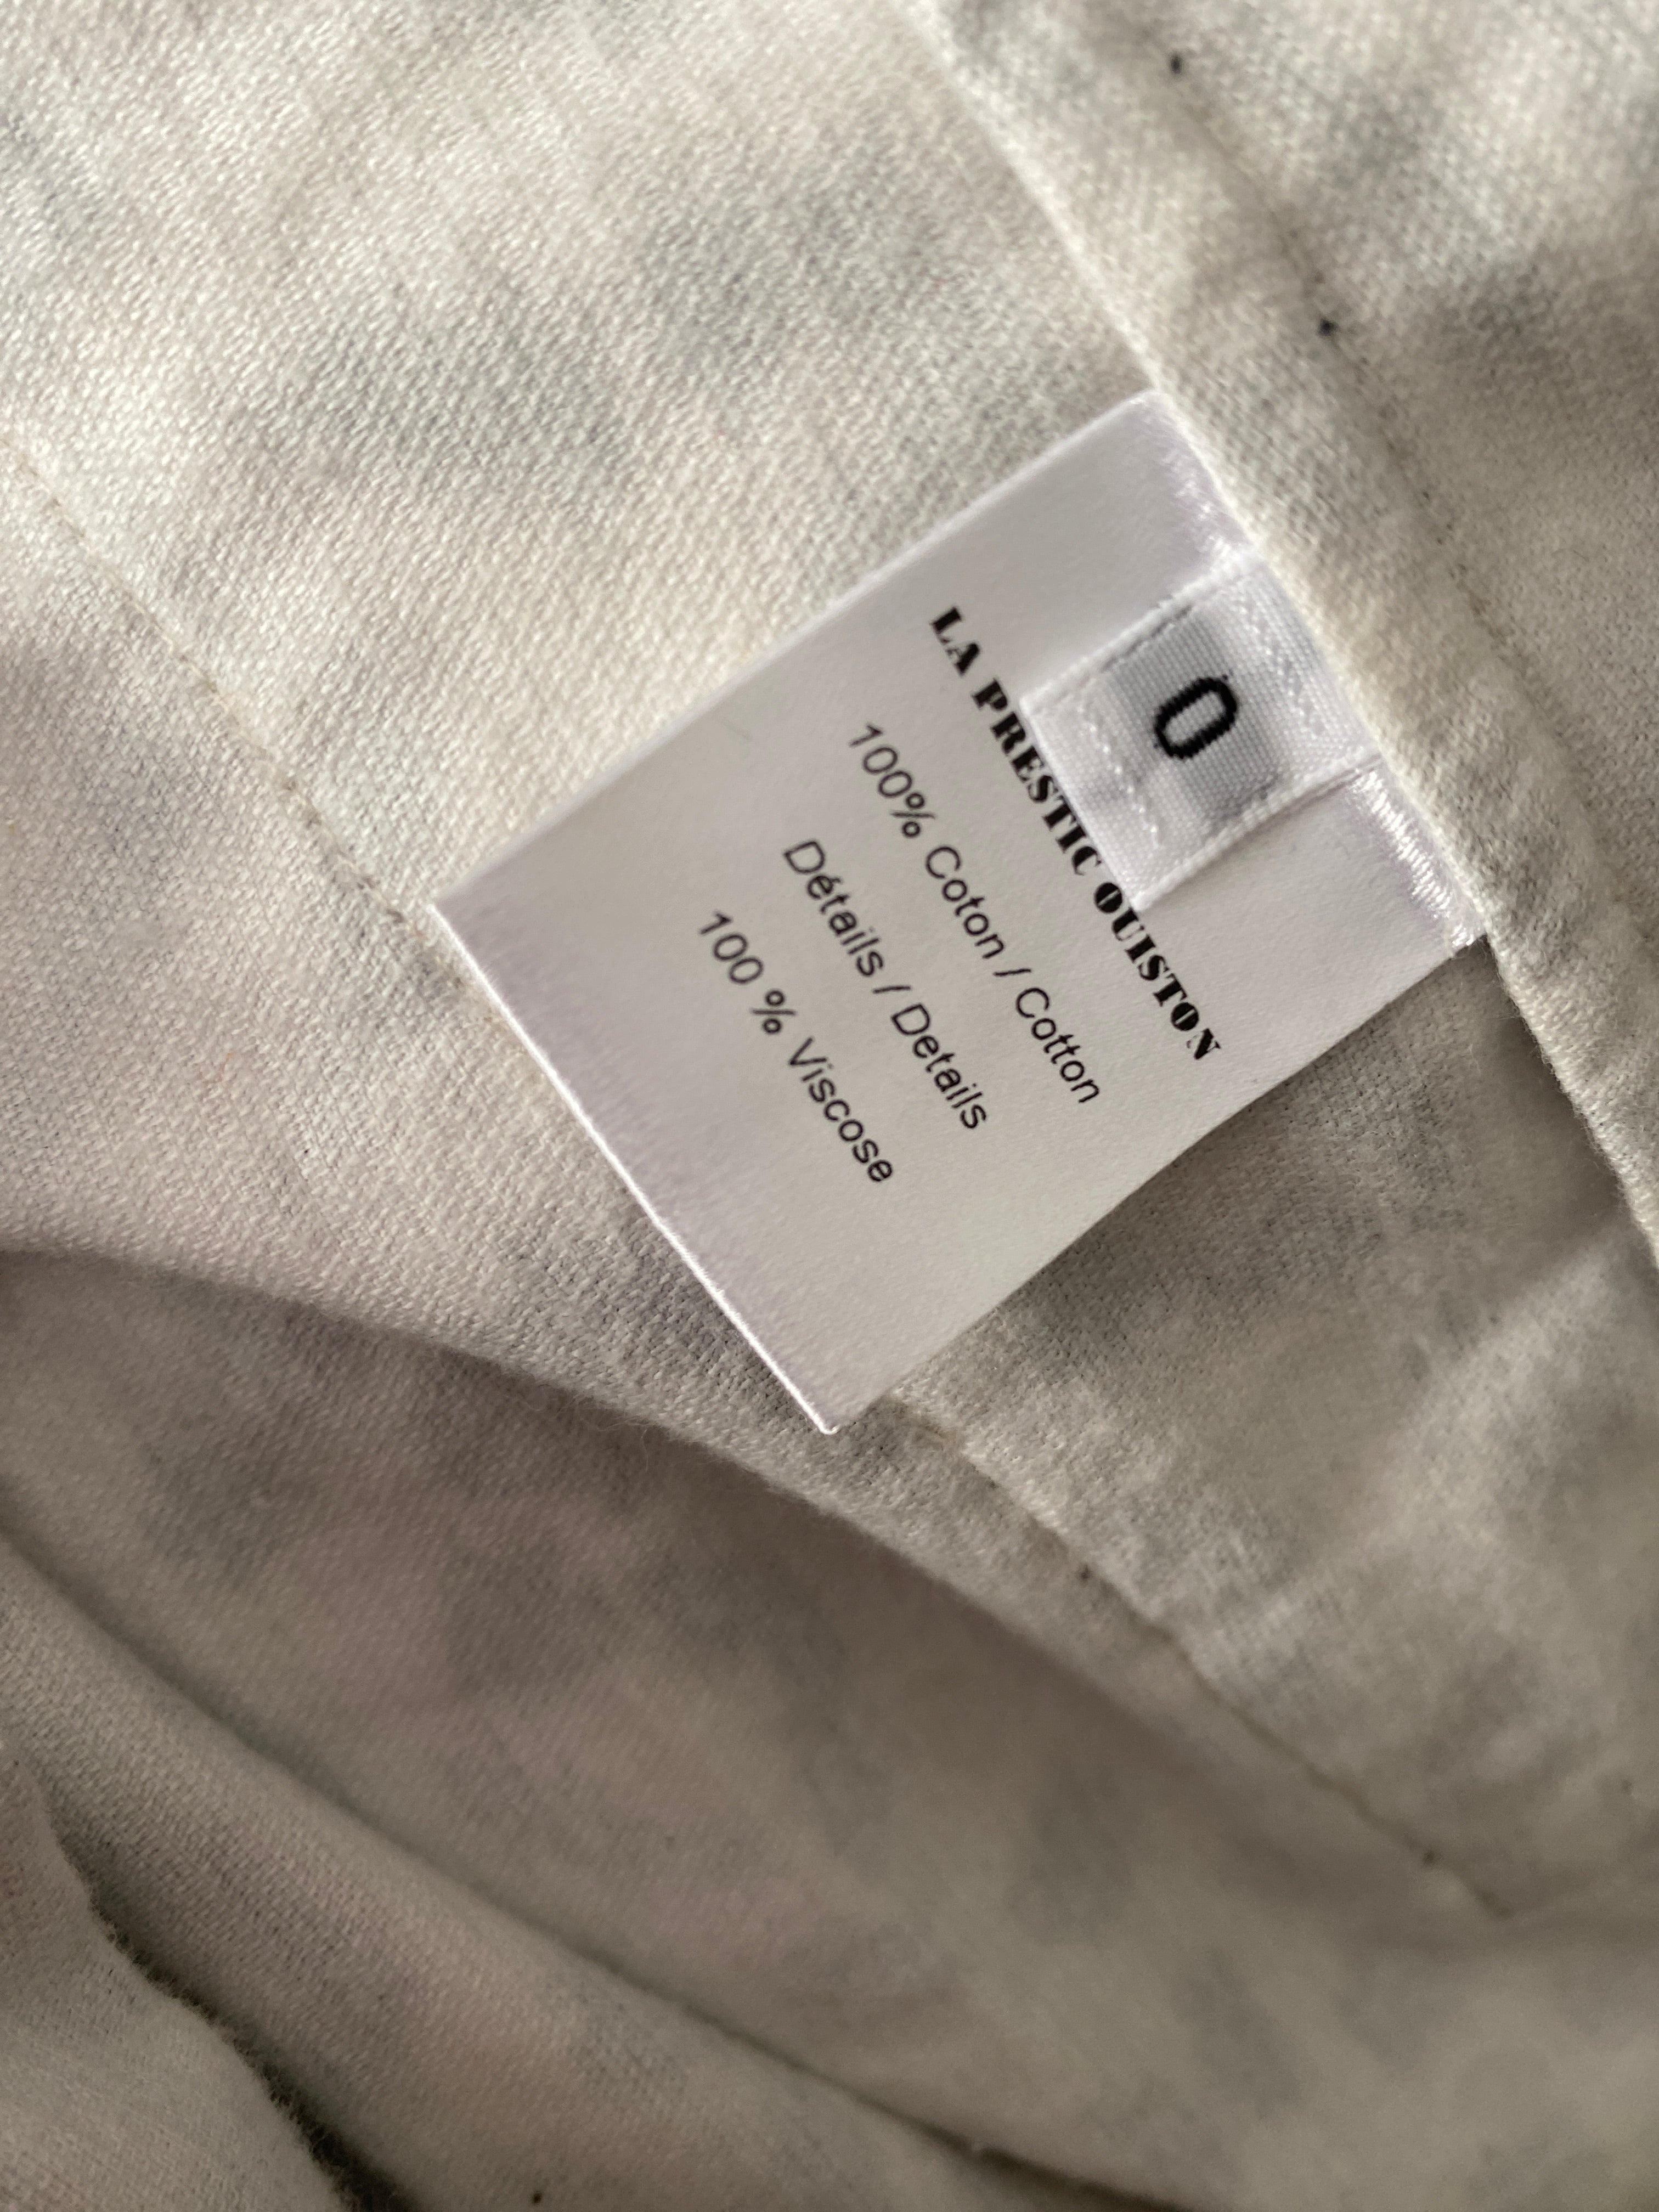 0
LA PRESTIC OUISTON
100% Coton / Cotton
Détails / Details
100 % Viscose